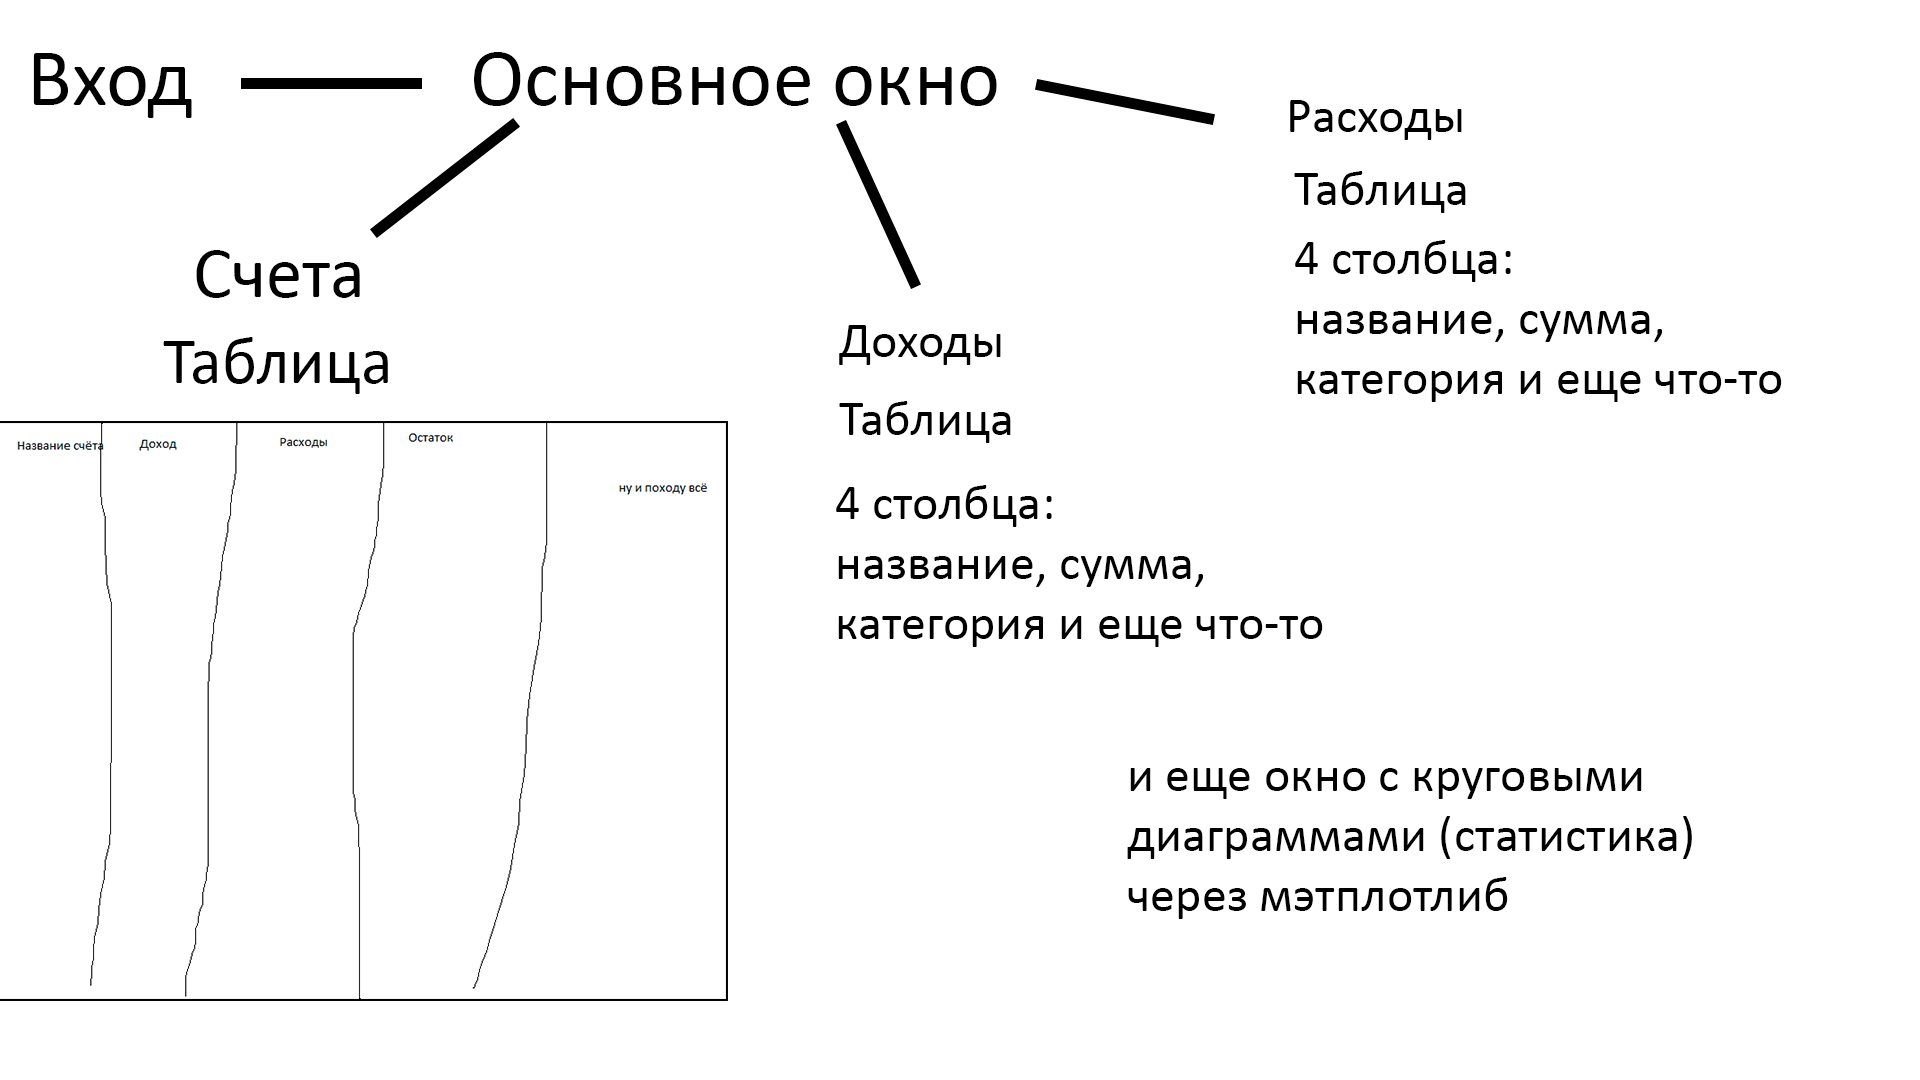 Вход
Основное окно
Счета
Таблица
Название счёта
Доход
Расходы
Остаток
ну и походу всё
Доходы
Таблица
4 столбца:
название, сумма,
категория и еще что-то
Расходы
Таблица
4 столбца:
название, сумма,
категория и еще что-то
и еще окно с круговыми
диаграммами (статистика)
через мэтплотлиб